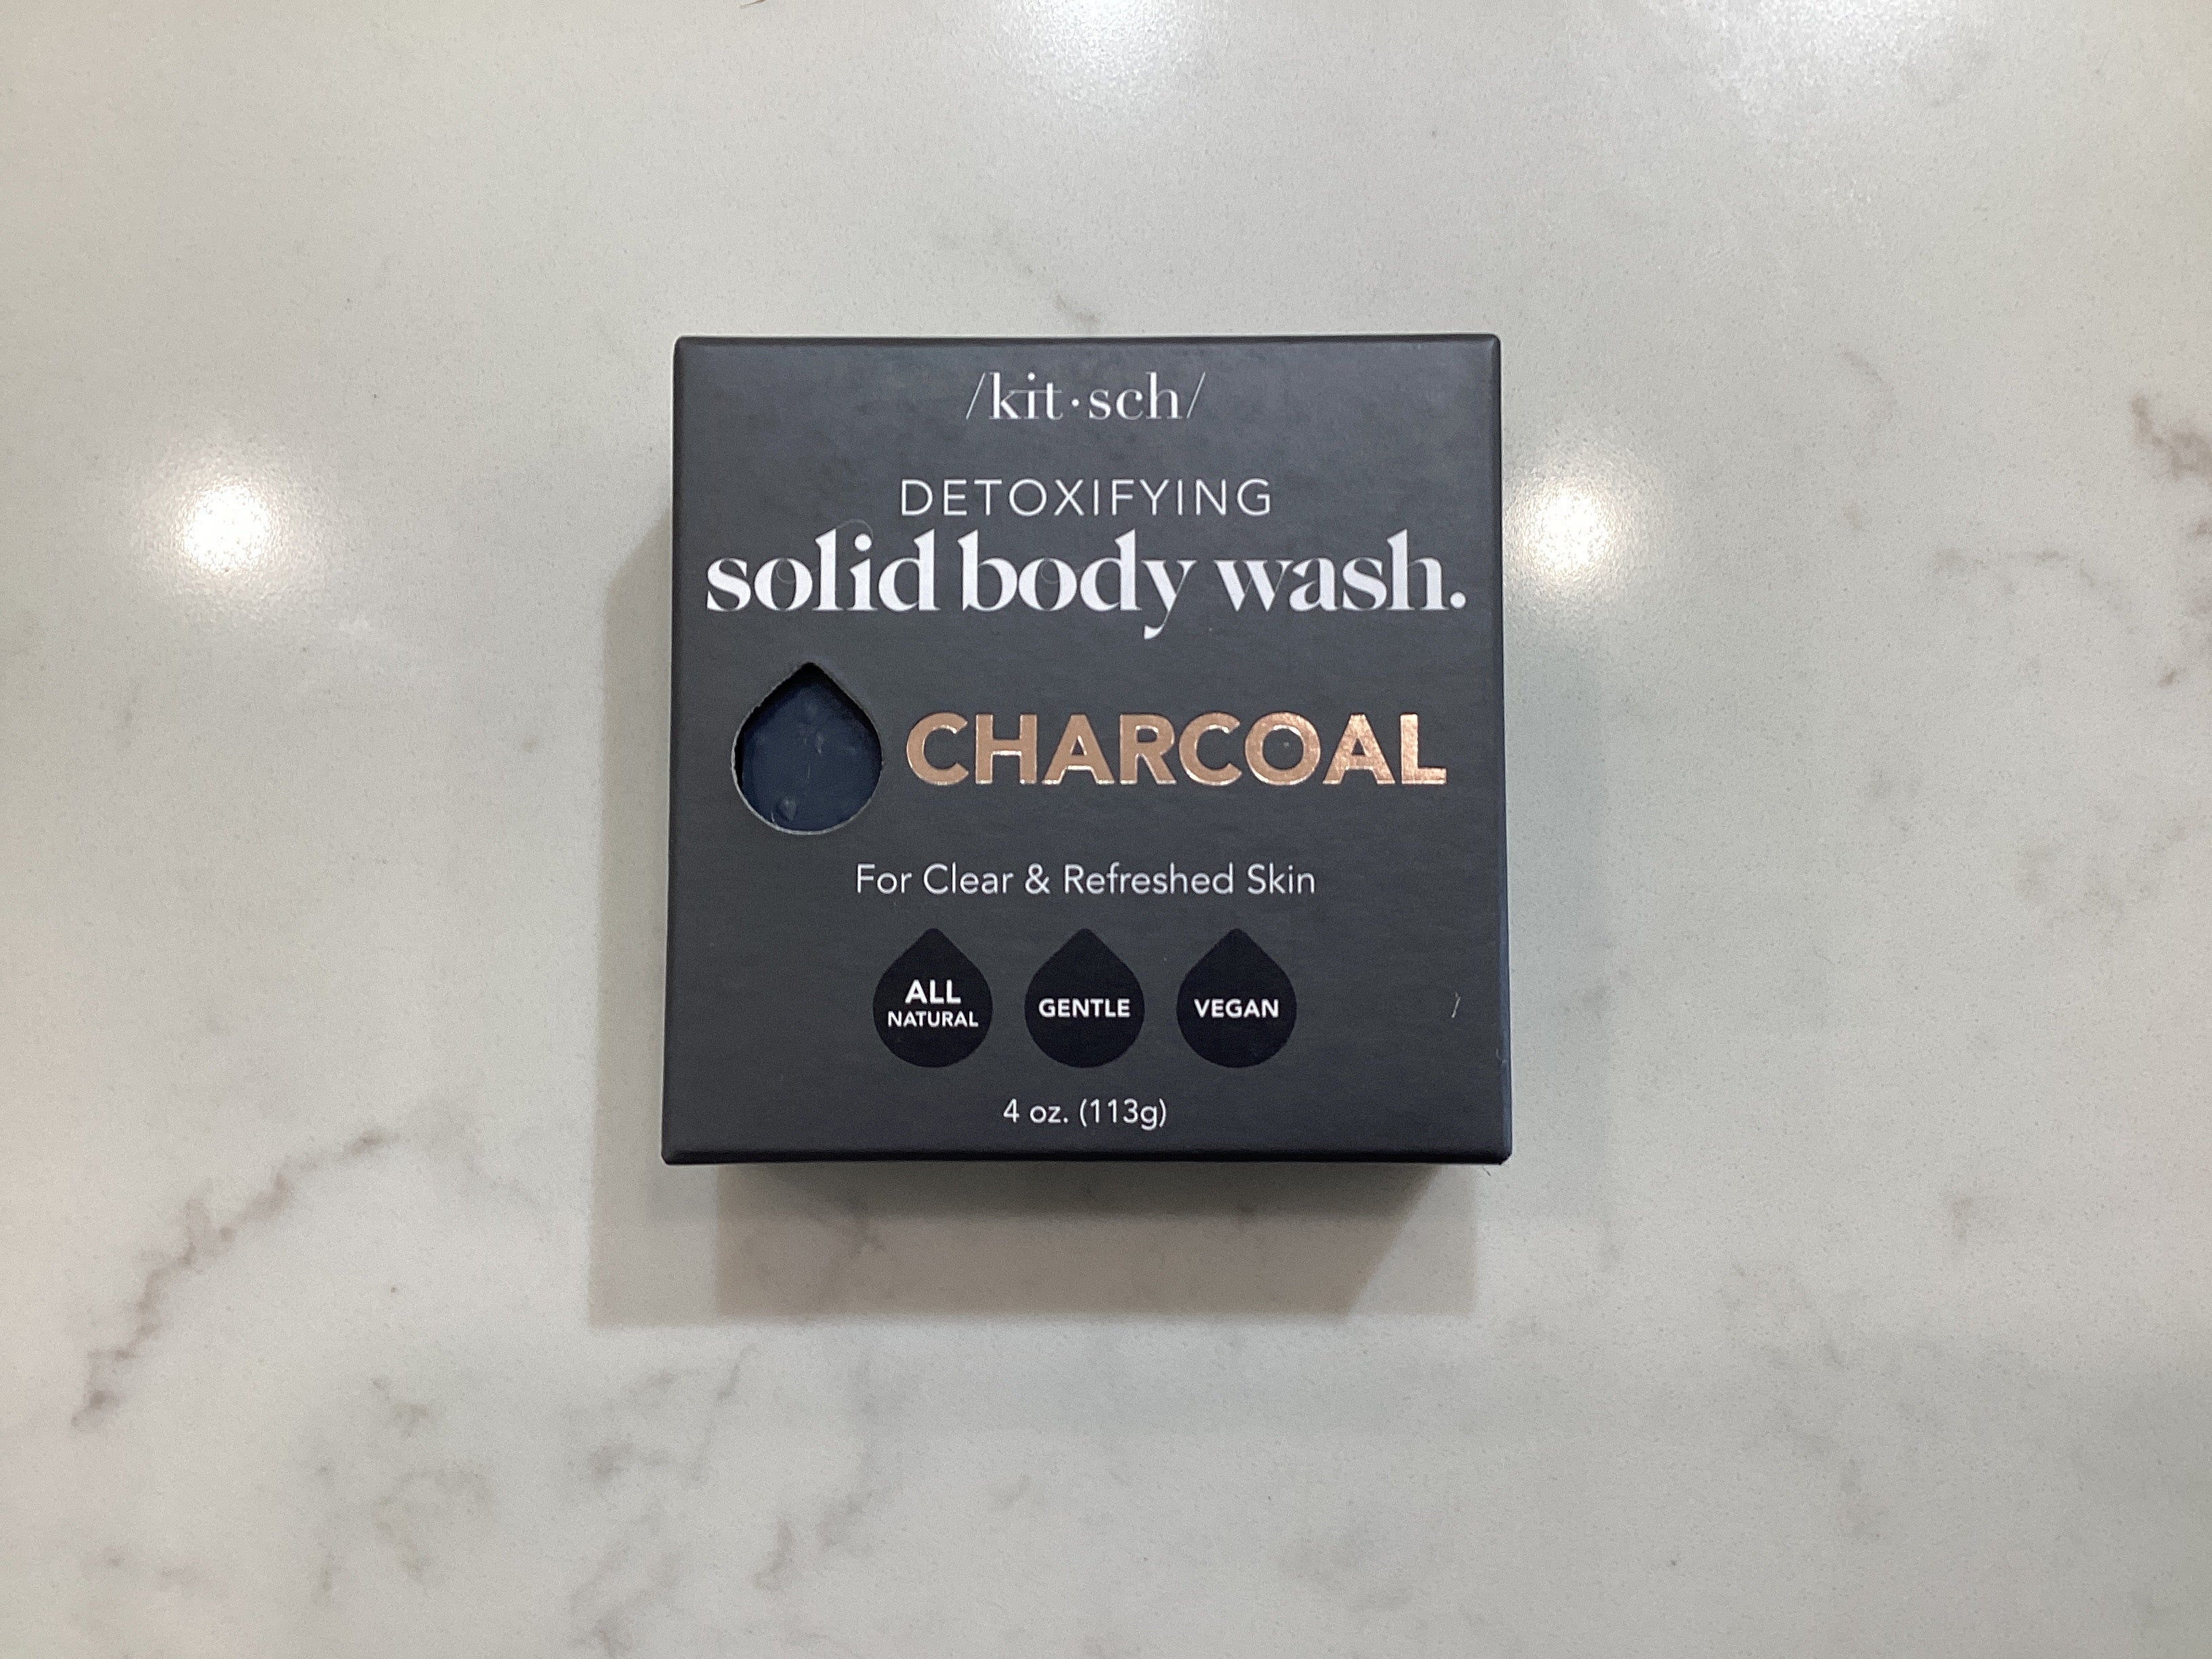 /kit·sch/
DETOXIFYING
solid body wash.
CHARCOAL
For Clear & Refreshed Skin
ALL
NATURAL
GENTLE
VEGAN
4 oz. (113g)